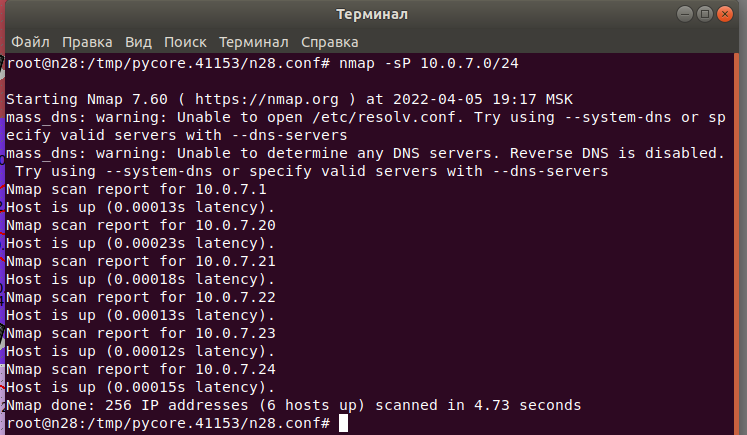 Терминал
Файл Правка Вид Поиск Терминал Справка
root@n28:/tmp/pycore.41153/n28.conf# nmap -sP 10.0.7.0/24
Starting Nmap 7.60 ( https://nmap.org ) at 2022-04-05 19:17 MSK
mass_dns: warning: Unable to open /etc/resolv.conf. Try using --system-dns or sp
ecify valid servers with --dns-servers
mass_dns: warning: Unable to determine any DNS servers. Reverse DNS is disabled.
 Try using --system-dns or specify valid servers with --dns-servers
Nmap scan report for 10.0.7.1
Host is up (0.00013s latency).
Nmap scan report for 10.0.7.20
Host is up (0.00023s latency).
Nmap scan report for 10.0.7.21
Host is up (0.00018s latency).
Nmap scan report for 10.0.7.22
Host is up (0.00013s latency).
Nmap scan report for 10.0.7.23
Host is up (0.00012s latency).
Nmap scan report for 10.0.7.24
Host is up (0.00015s latency).
Nmap done: 256 IP addresses (6 hosts up) scanned in 4.73 seconds
root@n28:/tmp/pycore.41153/n28.conf#